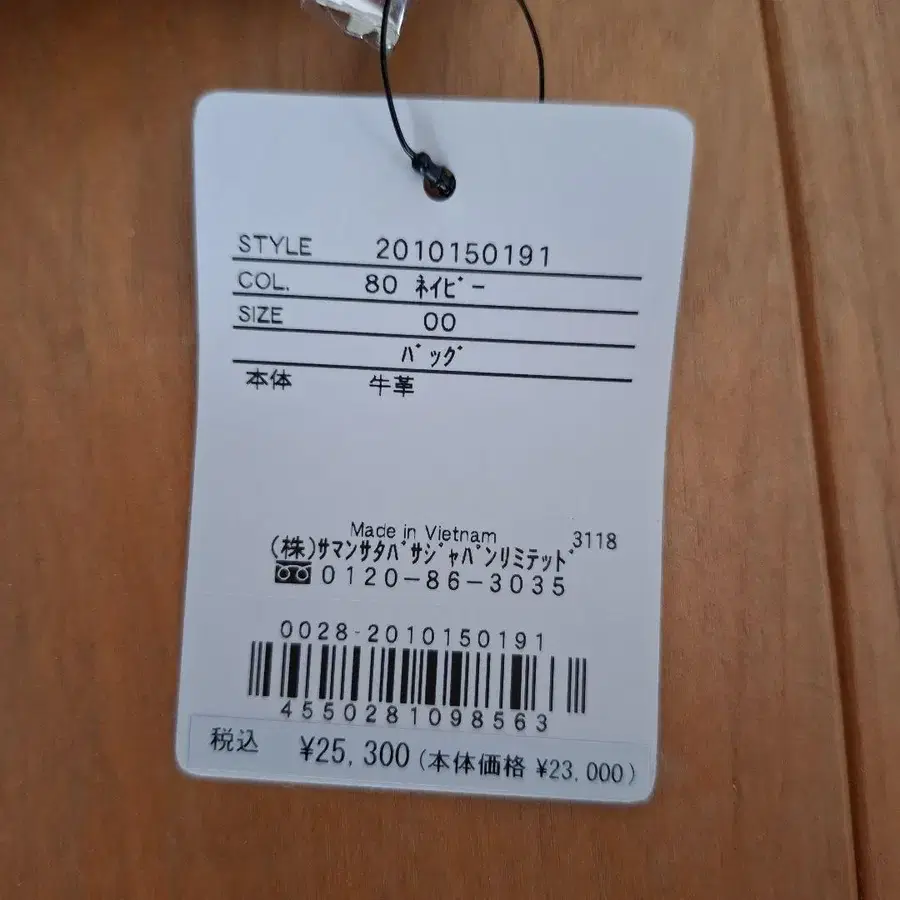 STYLE 2010150191
COL. 80 ﾈｲﾋﾞｰ
SIZE 00
ﾊﾞｯｸﾞ
本体 牛革
Made in Vietnam 3118
(株)ｻﾏﾝｻﾀﾊﾞｻｼﾞｬﾊﾟﾝﾘﾐﾃｯﾄﾞ
0120-86-3035
0028-2010150191
4550281098563
税込 ¥25,300 (本体価格 ¥23,000)